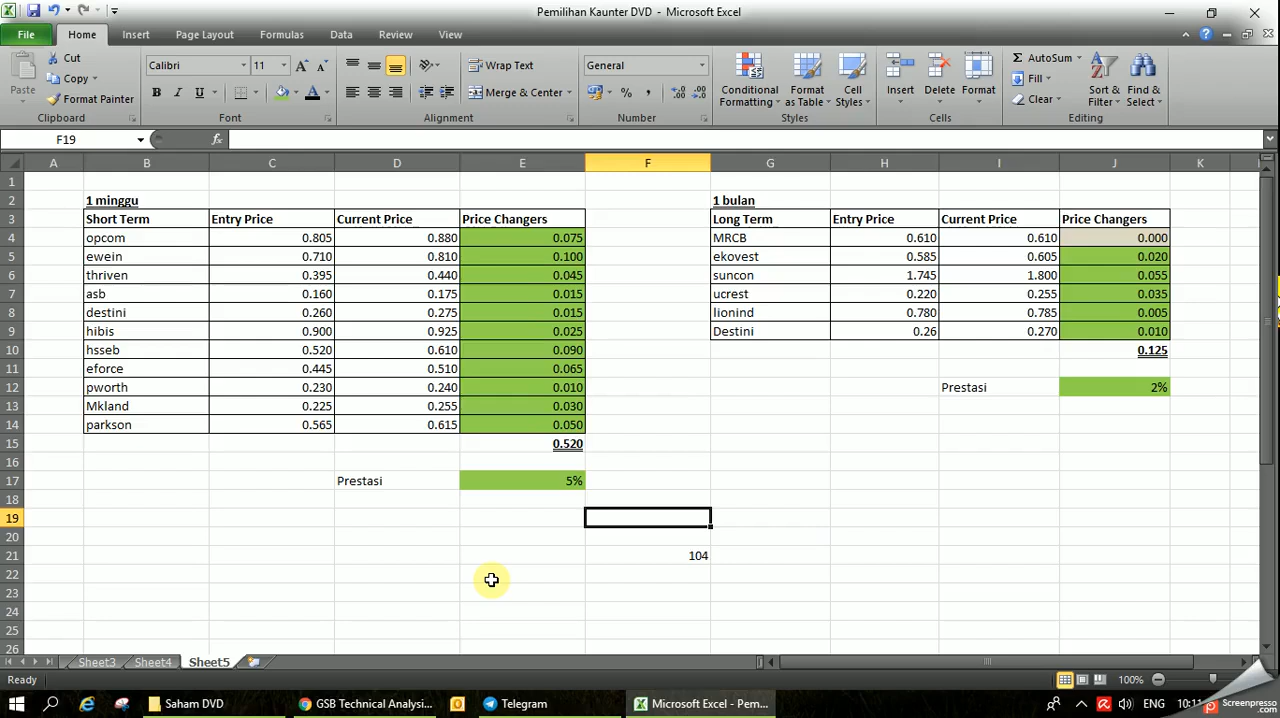 Pemilihan Kaunter DVD - Microsoft Excel
File Home Insert Page Layout Formulas Data Review View
Cut
Copy
Format Painter
Paste
Clipboard
Calibri 11
B I U
Font
Wrap Text
Merge & Center
Alignment
General
% ,
Number
Conditional Formatting
Format as Table
Cell Styles
Styles
Insert Delete Format
Cells
AutoSum
Fill
Clear
Sort & Filter
Find & Select
Editing
F19 fx
A B C D E F G H I J K
1
2 1 minggu 1 bulan
3 Short Term Entry Price Current Price Price Changers Long Term Entry Price Current Price Price Changers
4 opcom 0.805 0.880 0.075 MRCB 0.610 0.610 0.000
5 ewein 0.710 0.810 0.100 ekovest 0.585 0.605 0.020
6 thriven 0.395 0.440 0.045 suncon 1.745 1.800 0.055
7 asb 0.160 0.175 0.015 ucrest 0.220 0.255 0.035
8 destini 0.260 0.275 0.015 lionind 0.780 0.785 0.005
9 hibis 0.900 0.925 0.025 Destini 0.26 0.270 0.010
10 hsseb 0.520 0.610 0.090 0.125
11 eforce 0.445 0.510 0.065
12 pworth 0.230 0.240 0.010 Prestasi 2%
13 Mkland 0.225 0.255 0.030
14 parkson 0.565 0.615 0.050
15 0.520
16
17 Prestasi 5%
18
19
20
21 104
22
23
24
25
26
Sheet3 Sheet4 Sheet5
Ready 100%
Saham DVD GSB Technical Analysi... Telegram Microsoft Excel - Pem... ENG
Screenpresso
.com